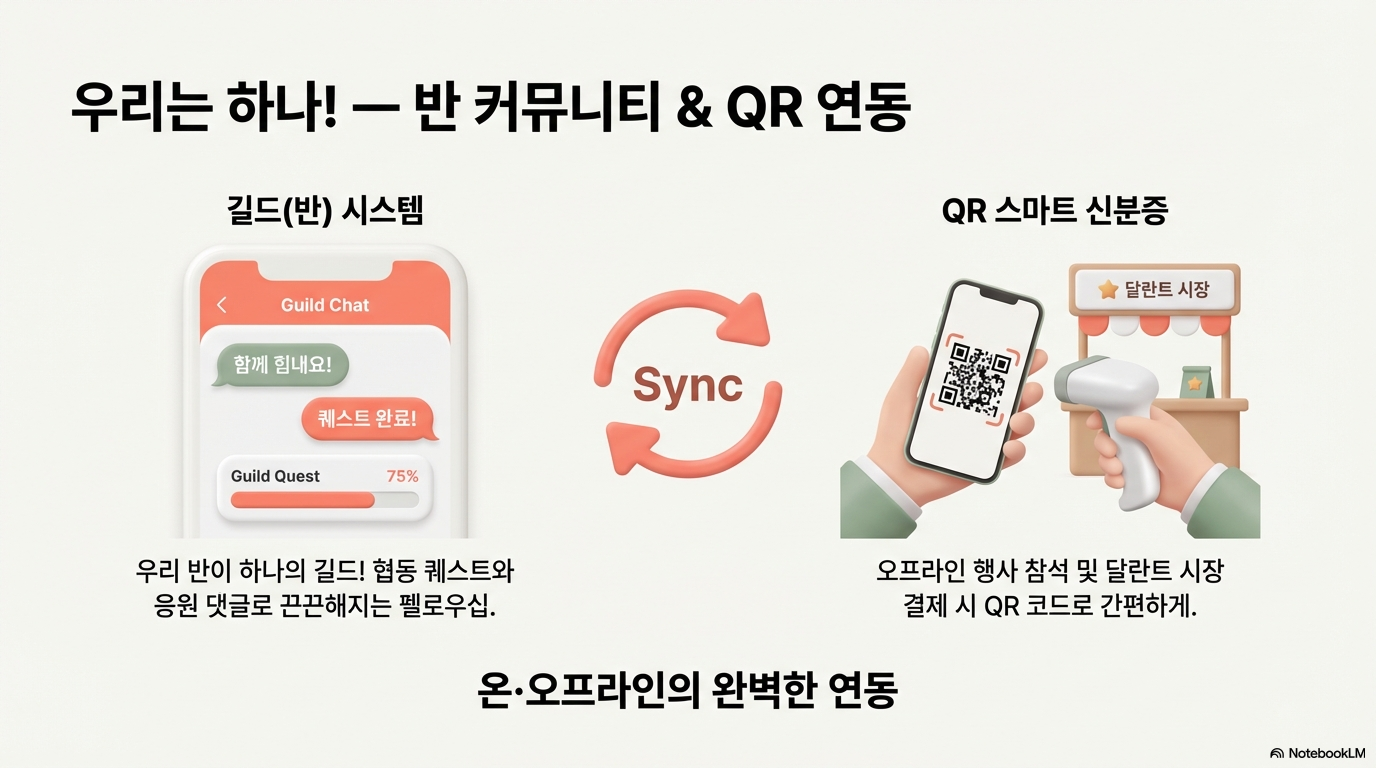 우리는 하나! — 반 커뮤니티 & QR 연동
길드(반) 시스템
Guild Chat
함께 힘내요!
퀘스트 완료!
Guild Quest 75%
우리 반이 하나의 길드! 협동 퀘스트와
응원 댓글로 끈끈해지는 펠로우십.
Sync
QR 스마트 신분증
달란트 시장
오프라인 행사 참석 및 달란트 시장
결제 시 QR 코드로 간편하게.
온·오프라인의 완벽한 연동
NotebookLM